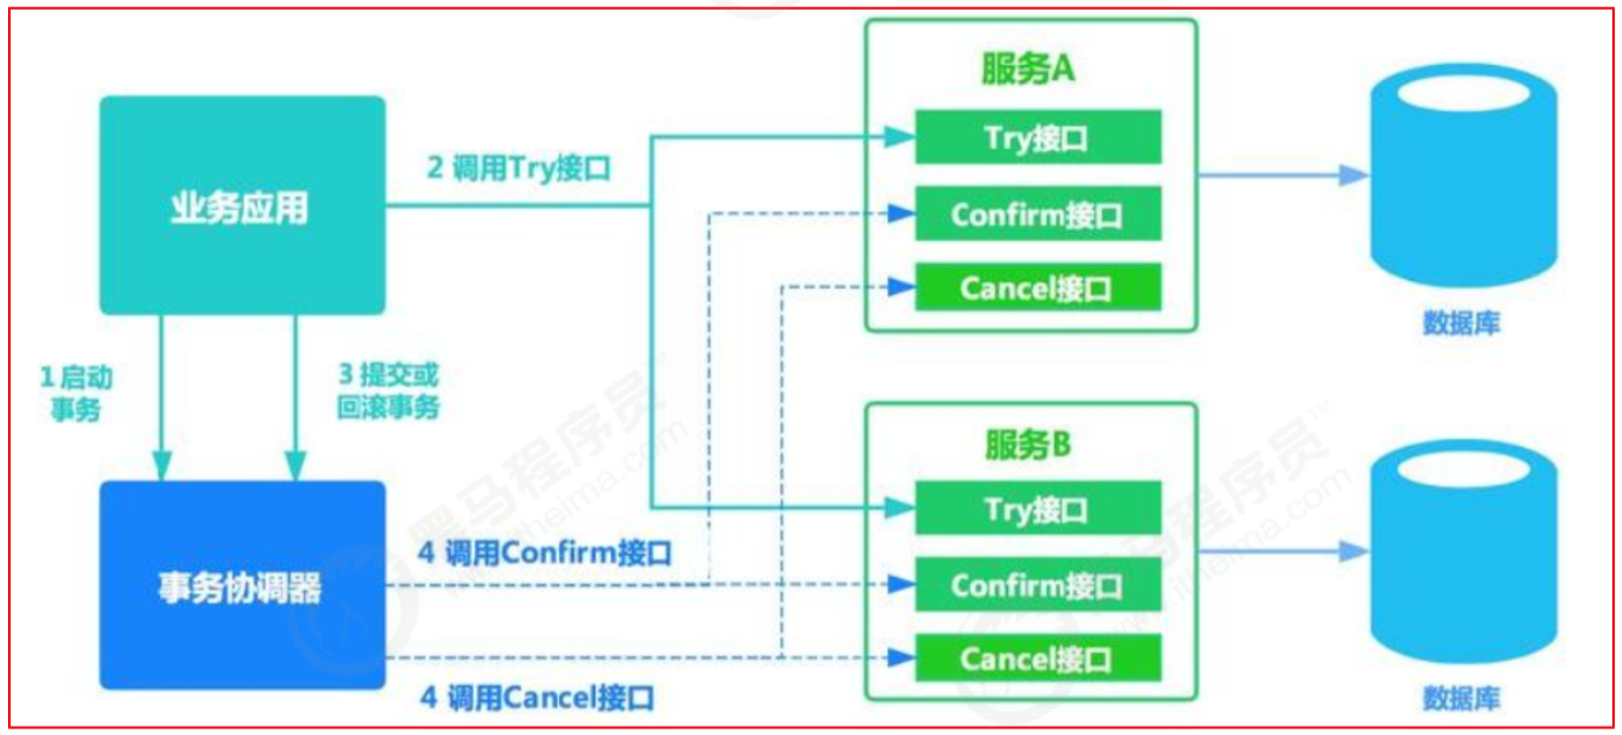 业务应用
2 调用Try接口
1 启动
事务
3 提交或
回滚事务
事务协调器
4 调用Confirm接口
4 调用Cancel接口
服务A
Try接口
Confirm接口
Cancel接口
数据库
服务B
Try接口
Confirm接口
Cancel接口
数据库
黑马程序员™
www.itheima.com
黑马程序员™
www.itheima.com